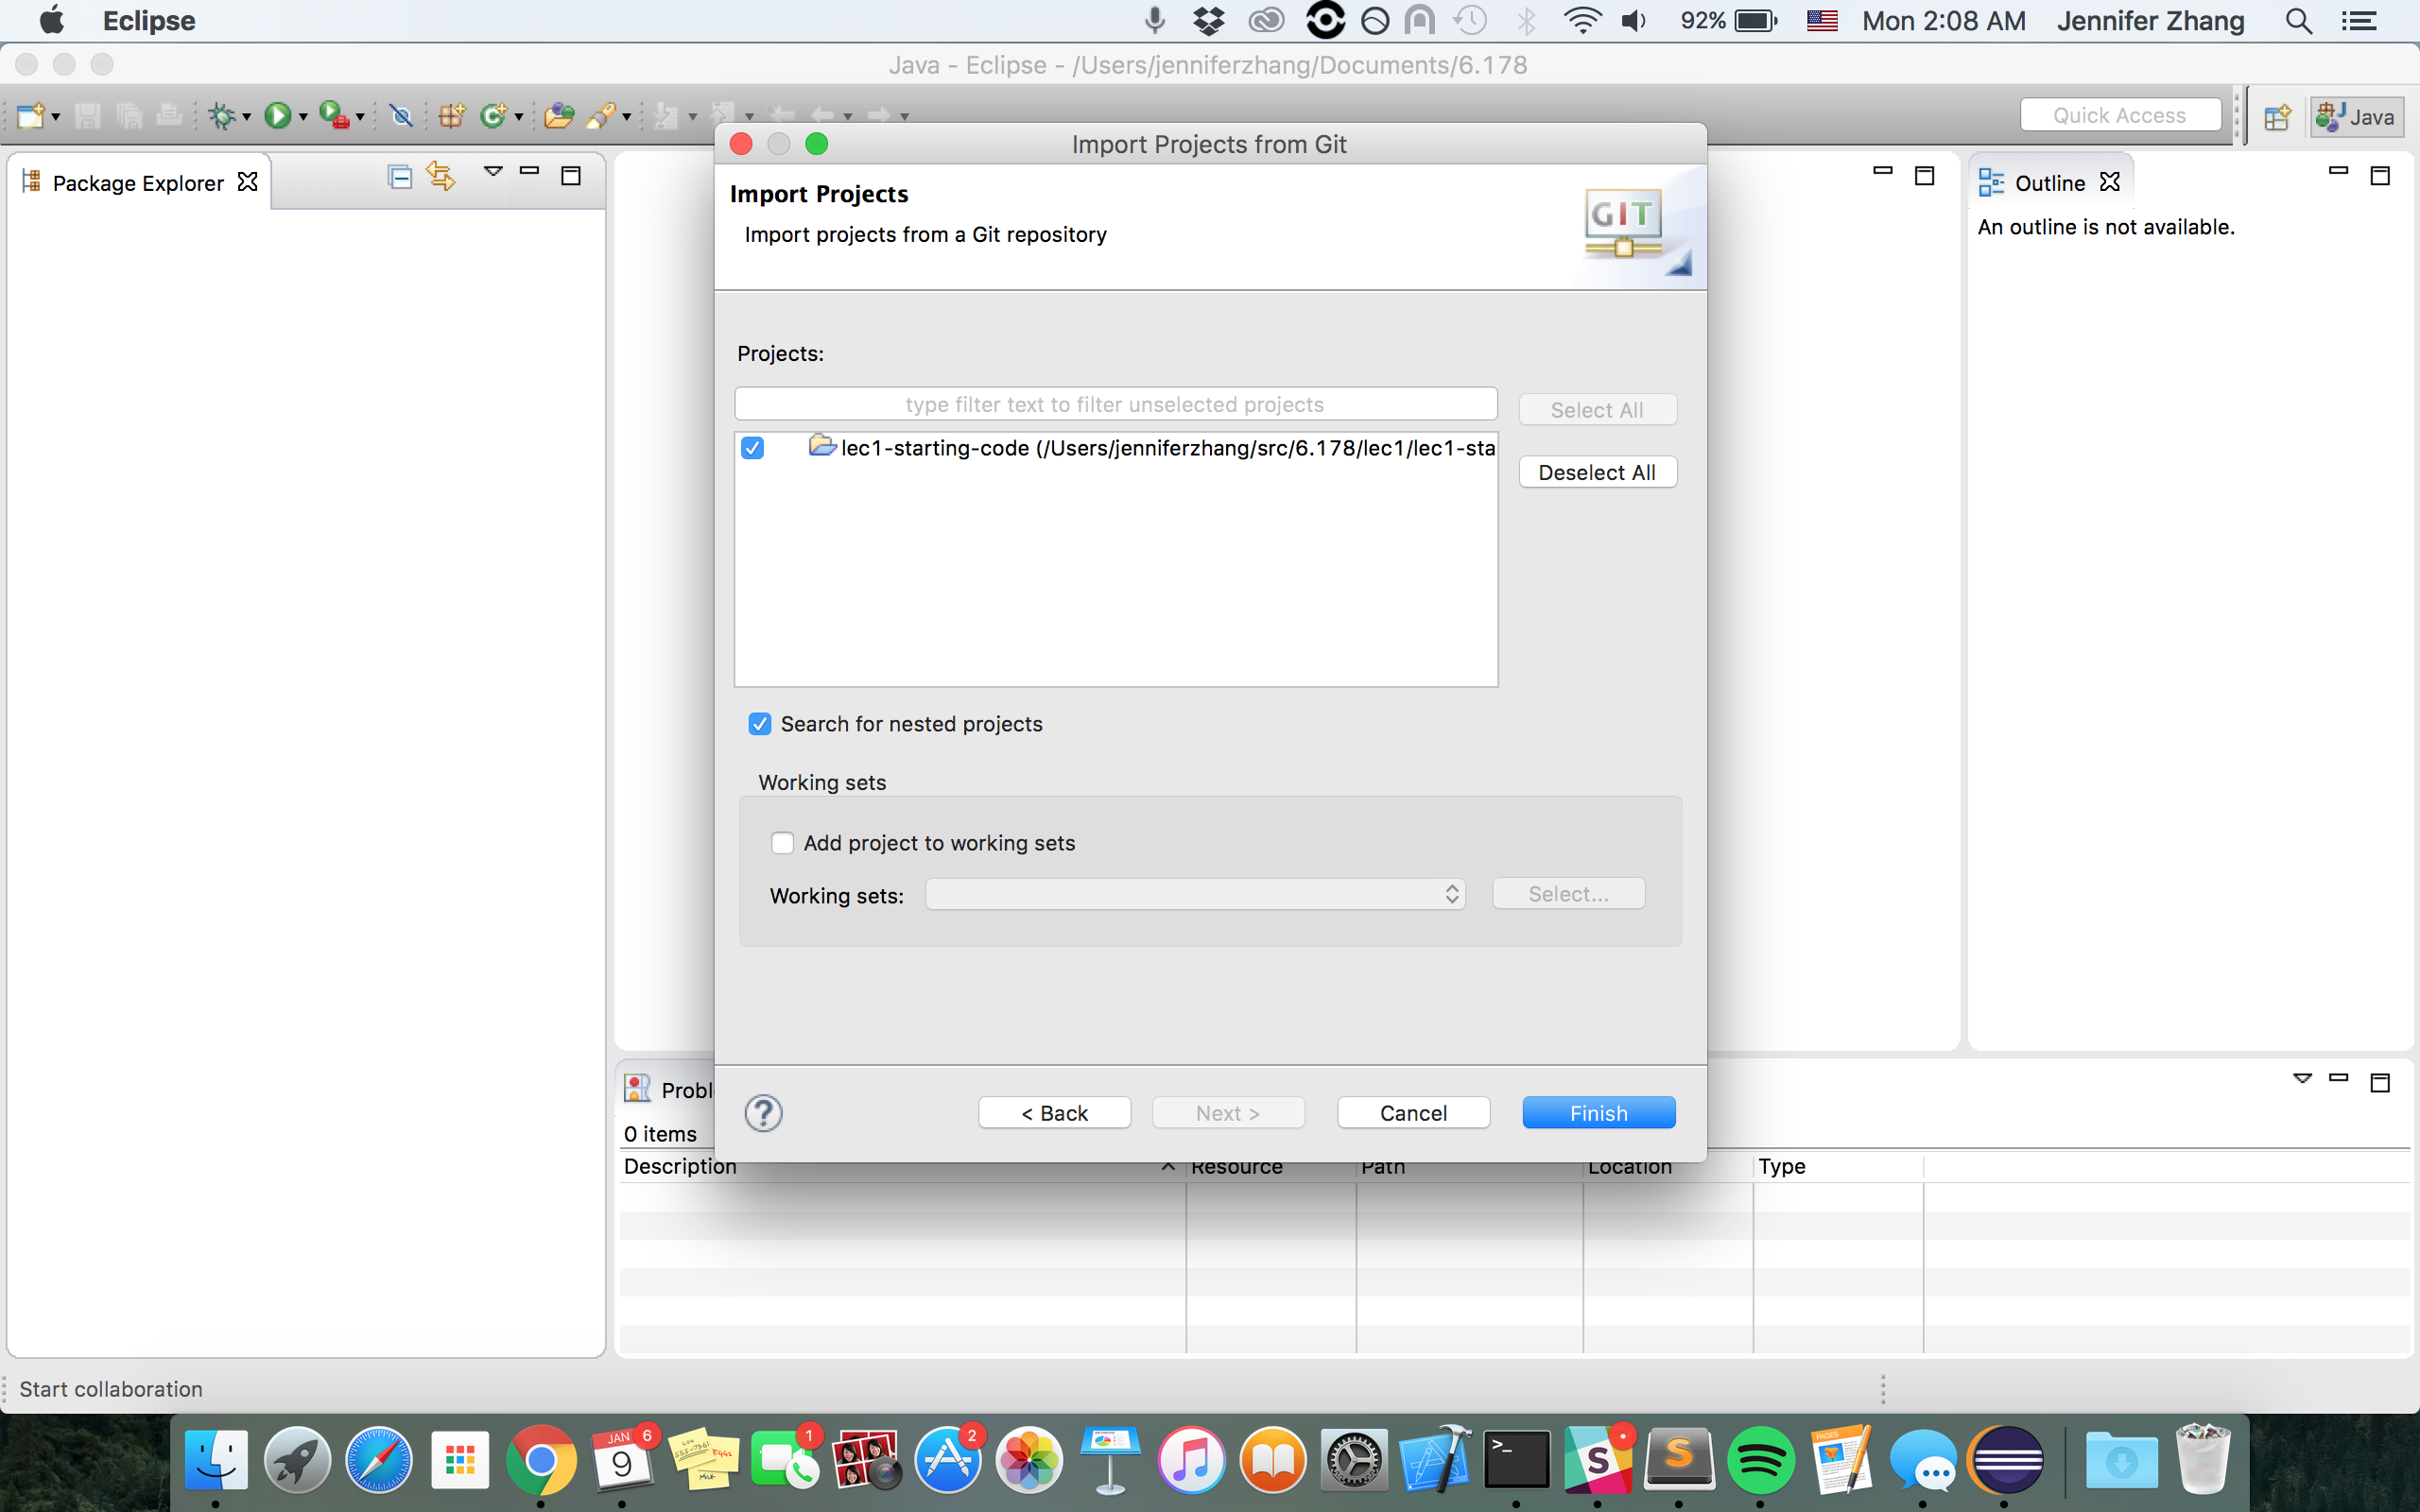 Eclipse
92%
Mon 2:08 AM
Jennifer Zhang
Java - Eclipse - /Users/jenniferzhang/Documents/6.178
Quick Access
Java
Package Explorer
Import Projects from Git
Import Projects
Import projects from a Git repository
GIT
Outline
An outline is not available.
Projects:
type filter text to filter unselected projects
Select All
lec1-starting-code (/Users/jenniferzhang/src/6.178/lec1/lec1-sta
Deselect All
Search for nested projects
Working sets
Add project to working sets
Working sets:
Select...
< Back
Next >
Cancel
Finish
Probl
0 items
Description
Resource
Path
Location
Type
Start collaboration
JAN
9
6
1
2
>_
S
S
PAGES